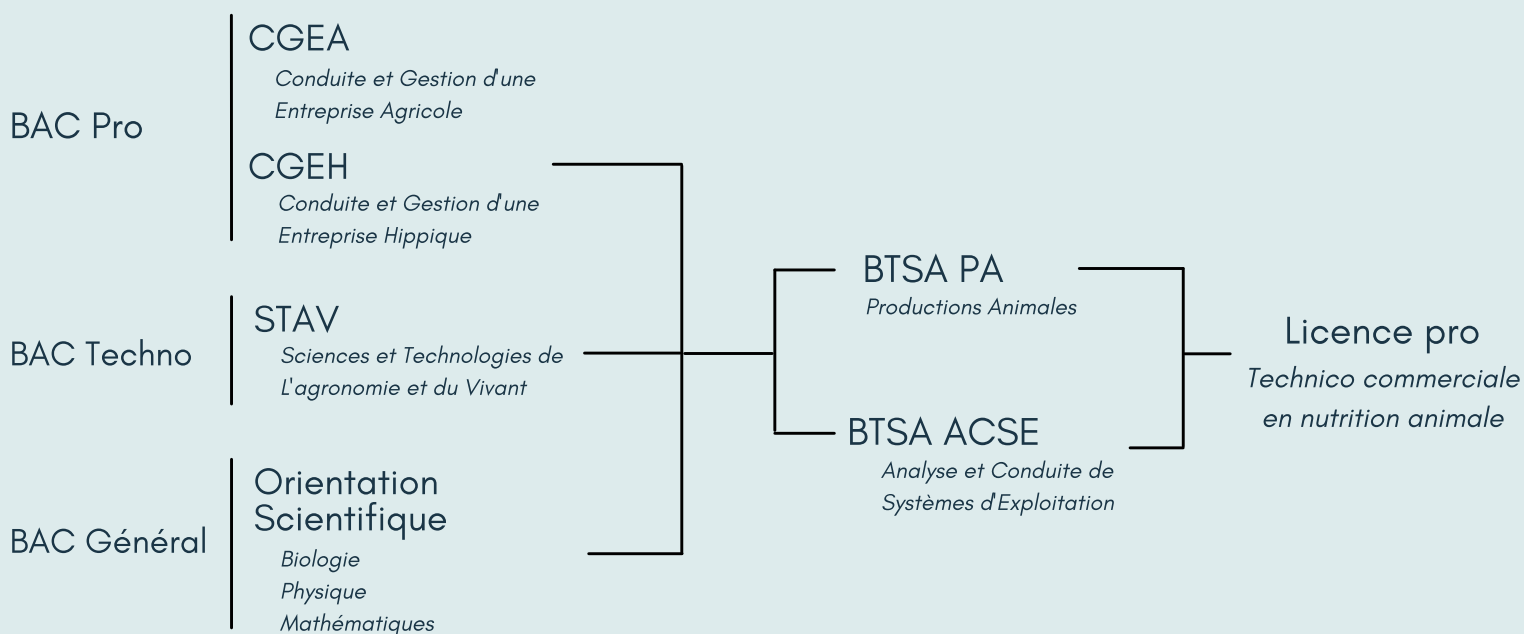 BAC Pro
CGEA
Conduite et Gestion d'une
Entreprise Agricole
CGEH
Conduite et Gestion d'une
Entreprise Hippique
BAC Techno
STAV
Sciences et Technologies de
L'agronomie et du Vivant
BAC Général
Orientation
Scientifique
Biologie
Physique
Mathématiques
BTSA PA
Productions Animales
BTSA ACSE
Analyse et Conduite de
Systèmes d'Exploitation
Licence pro
Technico commerciale
en nutrition animale